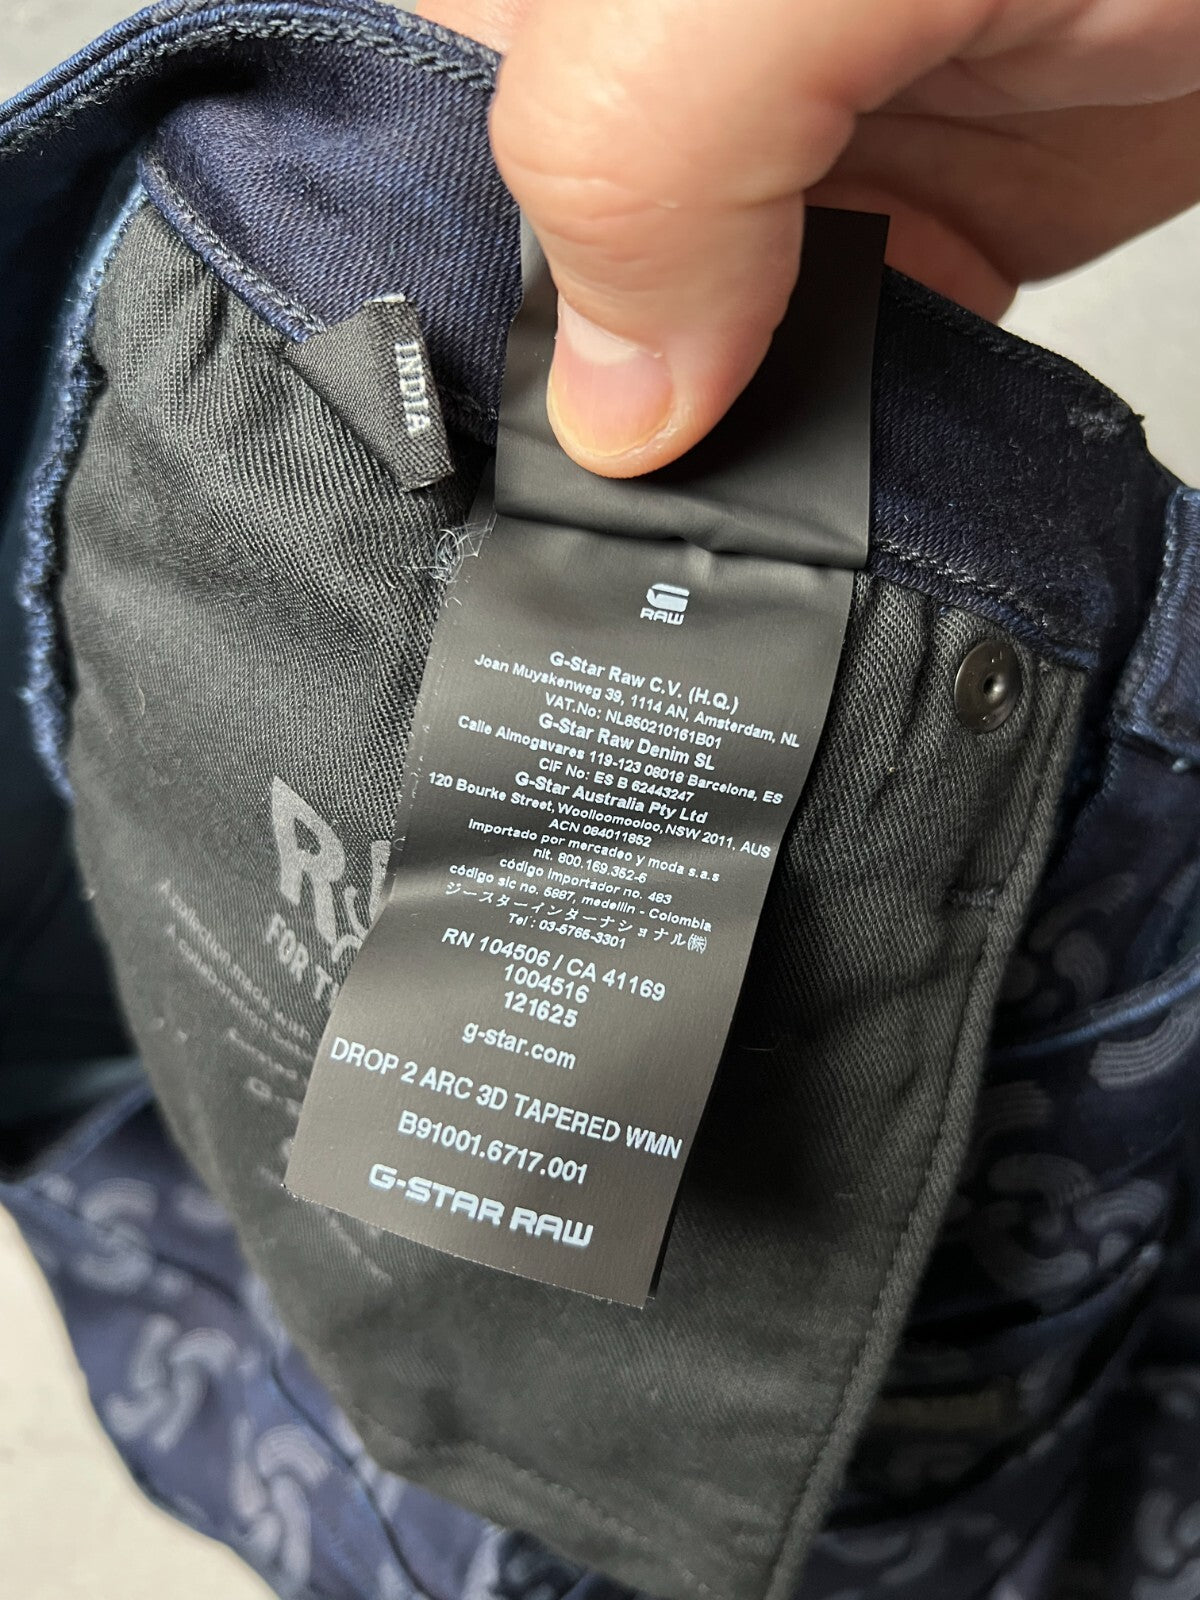 INDIA
RAW
G-Star Raw C.V. (H.Q.)
Joan Muyskenweg 39, 1114 AN, Amsterdam, NL
VAT.No: NL850210161B01
G-Star Raw Denim SL
Calle Almogavares 119-123 08018 Barcelona, ES
CIF No: ES B 62443247
G-Star Australia Pty Ltd
120 Bourke Street, Woolloomooloo, NSW 2011, AUS
ACN 084011852
Importado por mercadeo y moda s.a.s
nit. 800.169.352-6
código importador no. 483
código sic no. 5887, medellin - Colombia
ジースターインターナショナル㈱
Tel : 03-5765-3301
RN 104506 / CA 41169
1004516
121625
g-star.com
DROP 2 ARC 3D TAPERED WMN
B91001.6717.001
G-STAR RAW
FOR